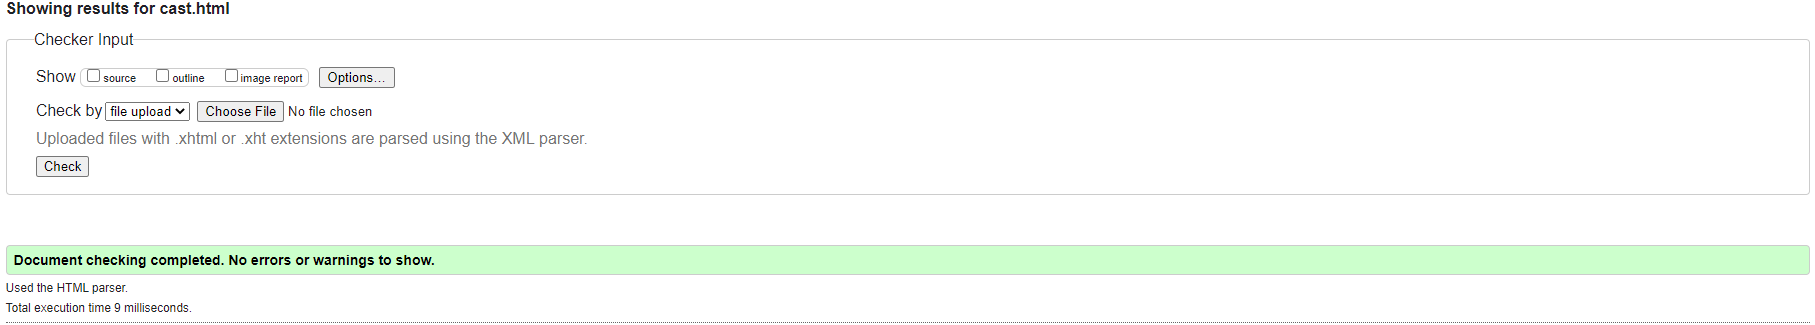 Showing results for cast.html
Checker Input
Show source outline image report Options...
Check by file upload Choose File No file chosen
Uploaded files with .xhtml or .xht extensions are parsed using the XML parser.
Check
Document checking completed. No errors or warnings to show.
Used the HTML parser.
Total execution time 9 milliseconds.